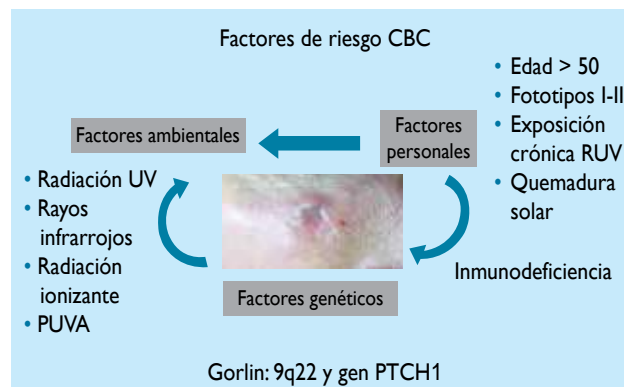 Factores de riesgo CBC
• Edad > 50
• Fototipos I-II
• Exposición
crónica RUV
• Quemadura
solar
Factores
personales
Factores ambientales
• Radiación UV
• Rayos
infrarrojos
• Radiación
ionizante
• PUVA
Inmunodeficiencia
Factores genéticos
Gorlin: 9q22 y gen PTCH1